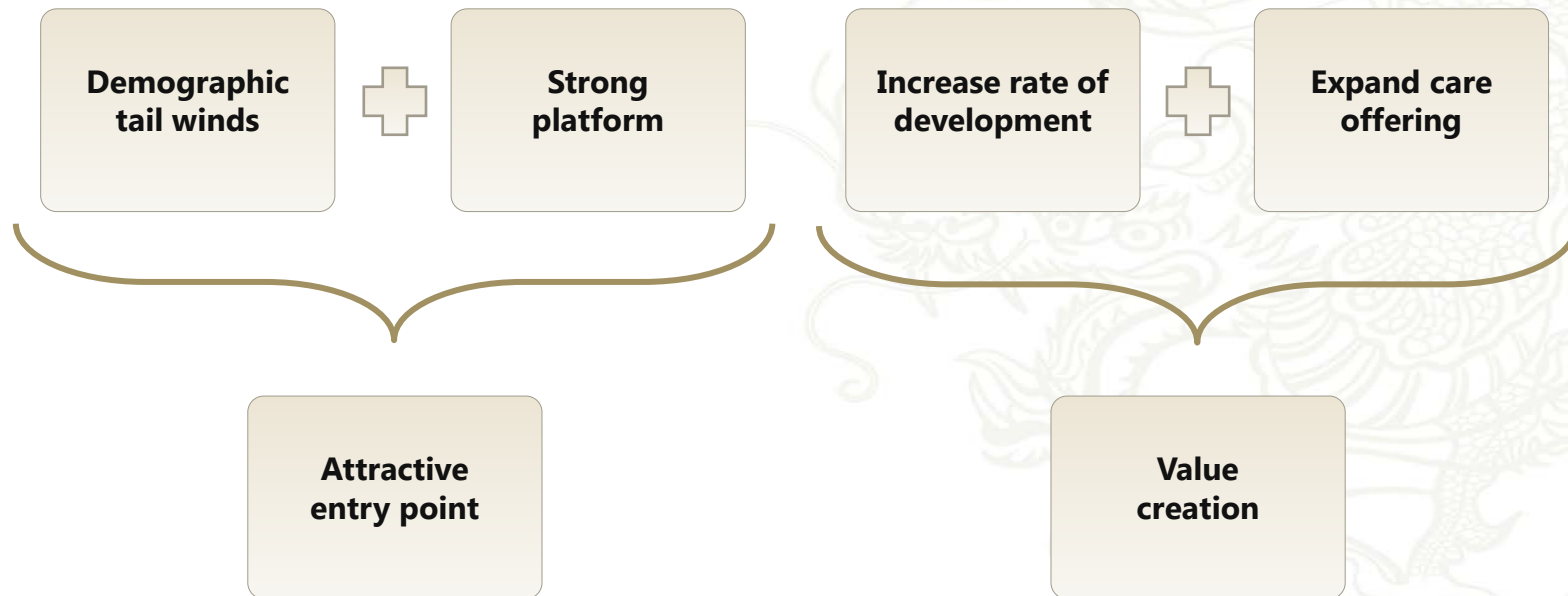 Demographic
tail winds
Strong
platform
Increase rate of
development
Expand care
offering
Attractive
entry point
Value
creation